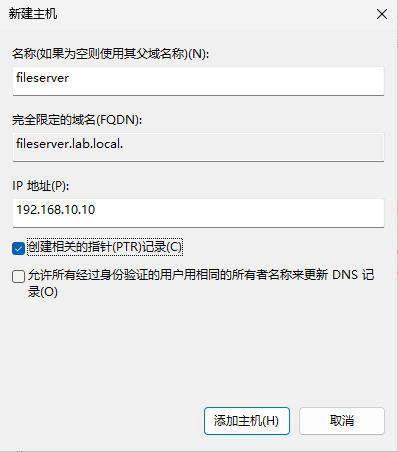 新建主机
名称(如果为空则使用其父域名称)(N):
fileserver
完全限定的域名(FQDN):
fileserver.lab.local.
IP 地址(P):
192.168.10.10
创建相关的指针(PTR)记录(C)
允许所有经过身份验证的用户用相同的所有者名称来更新 DNS 记
录(O)
添加主机(H)
取消